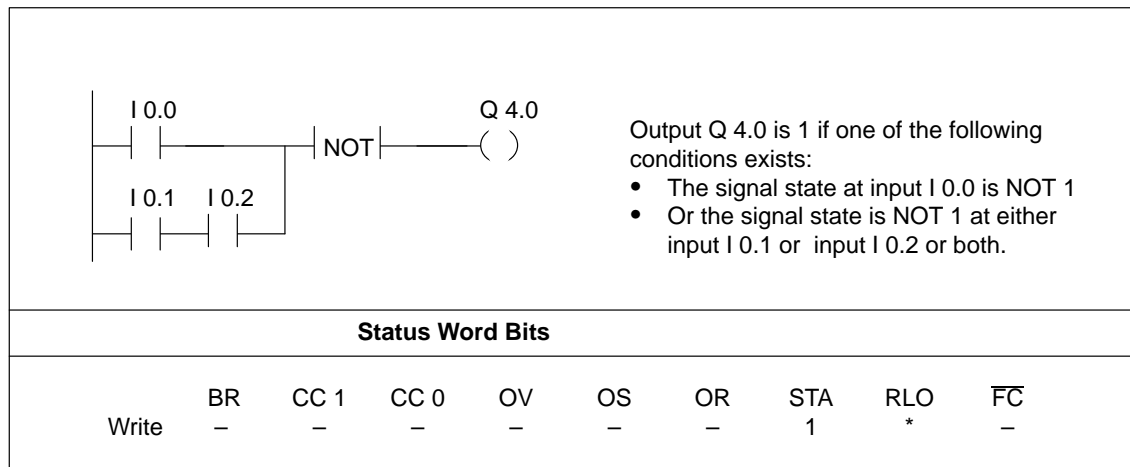 I 0.0
Q 4.0
NOT
I 0.1 I 0.2
Output Q 4.0 is 1 if one of the following
conditions exists:
• The signal state at input I 0.0 is NOT 1
• Or the signal state is NOT 1 at either
input I 0.1 or input I 0.2 or both.
Status Word Bits
BR CC 1 CC 0 OV OS OR STA RLO F̅C̅
Write – – – – – – 1 * –